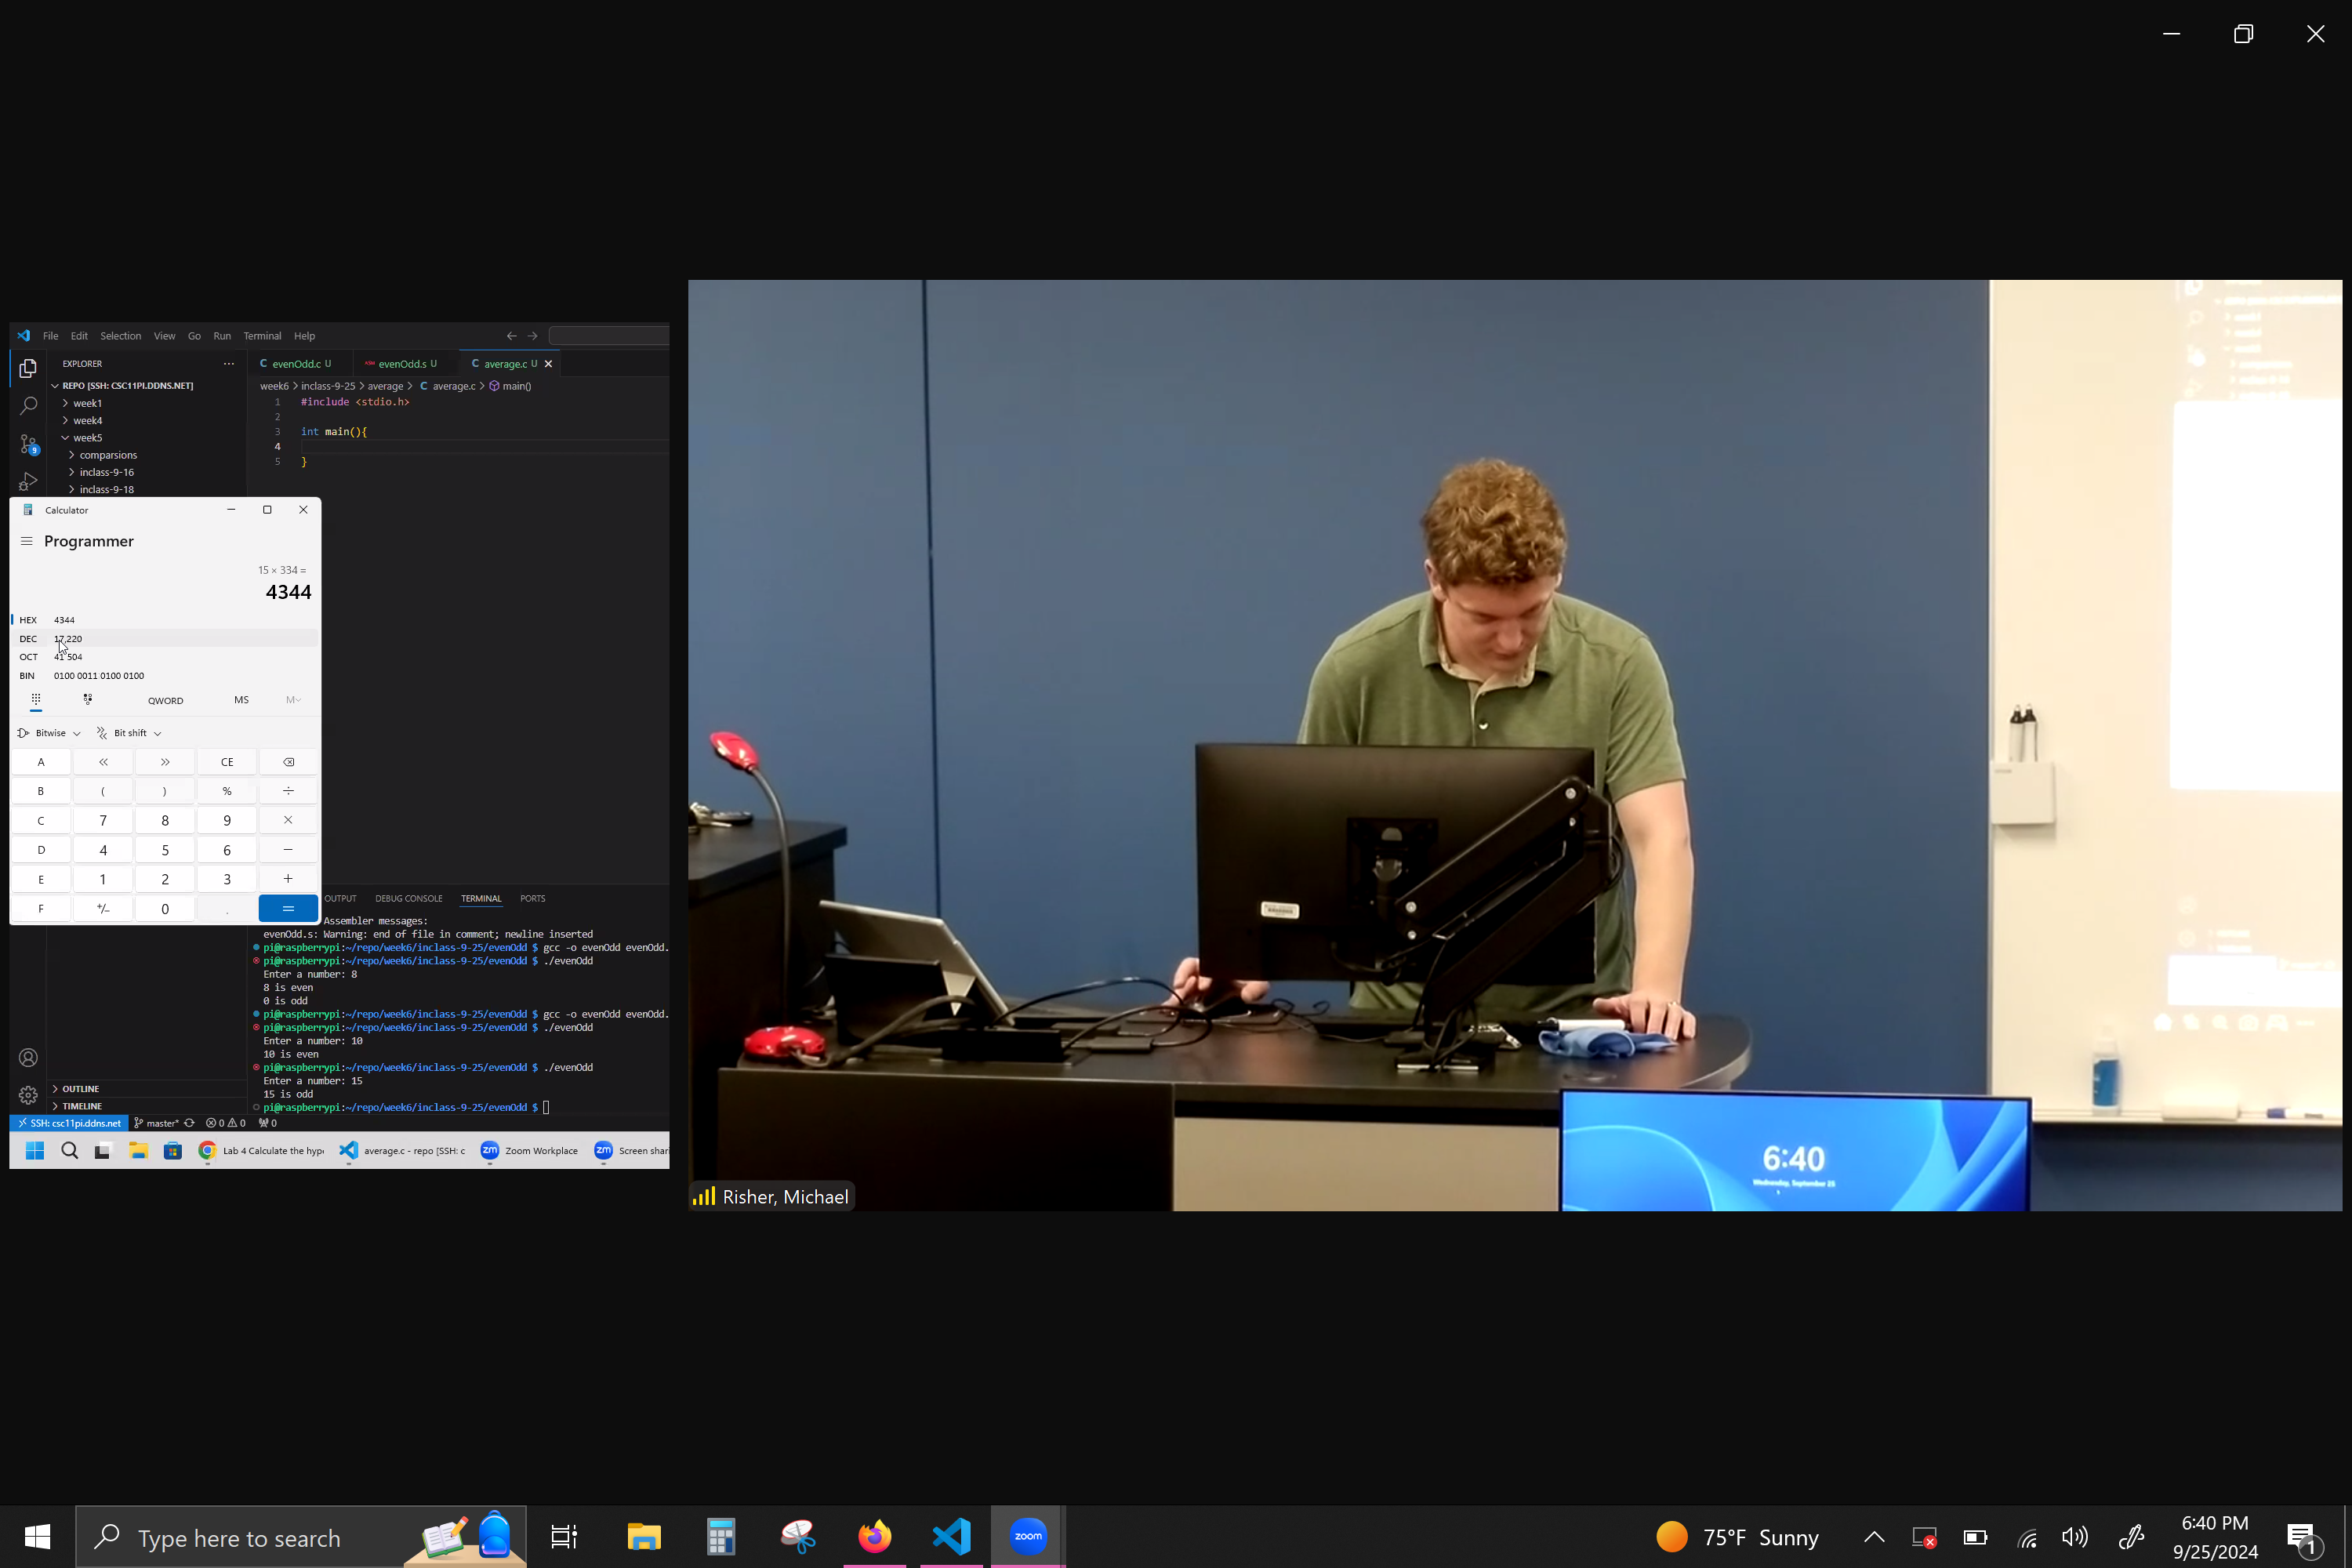 File Edit Selection View Go Run Terminal Help
EXPLORER
evenOdd.c U
evenOdd.s U
average.c U
REPO [SSH: CSC11PI.DDNS.NET]
week6 > inclass-9-25 > average > C average.c > main()
week1
week4
week5
comparsions
inclass-9-16
inclass-9-18
9
1 #include <stdio.h>
2
3 int main(){
4
5 }
Calculator
Programmer
15 × 334 =
4344
HEX 4344
DEC 17,220
OCT 41 504
BIN 0100 0011 0100 0100
QWORD MS M
Bitwise Bit shift
A << >> CE
B ( ) % ÷
C 7 8 9 ×
D 4 5 6 −
E 1 2 3 +
F +/− 0 . =
OUTPUT DEBUG CONSOLE TERMINAL PORTS
Assembler messages:
evenOdd.s: Warning: end of file in comment; newline inserted
pi@raspberrypi:~/repo/week6/inclass-9-25/evenOdd $ gcc -o evenOdd evenOdd.
pi@raspberrypi:~/repo/week6/inclass-9-25/evenOdd $ ./evenOdd
Enter a number: 8
8 is even
0 is odd
pi@raspberrypi:~/repo/week6/inclass-9-25/evenOdd $ gcc -o evenOdd evenOdd.
pi@raspberrypi:~/repo/week6/inclass-9-25/evenOdd $ ./evenOdd
Enter a number: 10
10 is even
pi@raspberrypi:~/repo/week6/inclass-9-25/evenOdd $ ./evenOdd
Enter a number: 15
15 is odd
pi@raspberrypi:~/repo/week6/inclass-9-25/evenOdd $
OUTLINE
TIMELINE
SSH: csc11pi.ddns.net master* 0 0 0
Lab 4 Calculate the hyp
average.c - repo [SSH: c
zm Zoom Workplace
zm Screen shar
6:40
Wednesday, September 25
Risher, Michael
Type here to search
zoom
75°F Sunny
6:40 PM
9/25/2024
1